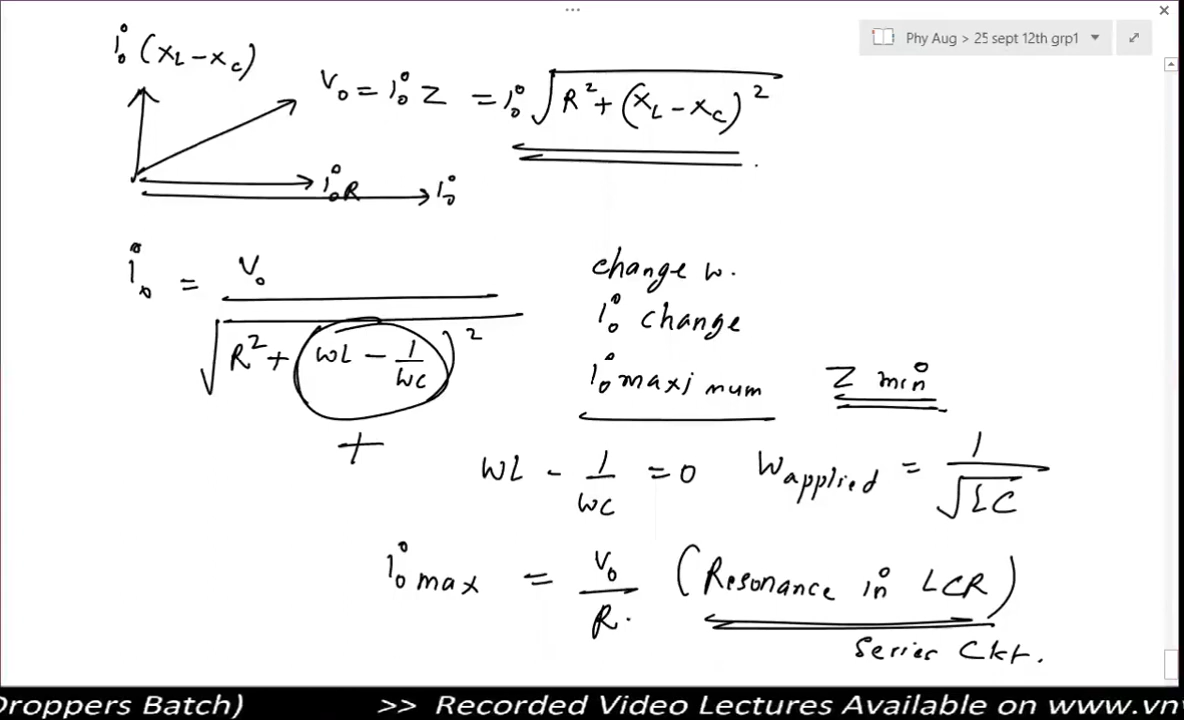 ...
Phy Aug > 25 sept 12th grp1
i₀ (X_L - X_C)
V₀ = i₀ Z = i₀ √(R² + (X_L - X_C)²)
i₀R
i₀
i₀ = V₀ / √(R² + (ωL - 1/ωC)²)
change ω.
i₀ change
i₀ maximum
Z min
+
ωL - 1/ωC = 0
ω applied = 1/√LC
i₀ max = V₀/R. (Resonance in LCR)
Series Ckt.
Droppers Batch) >> Recorded Video Lectures Available on www.vn